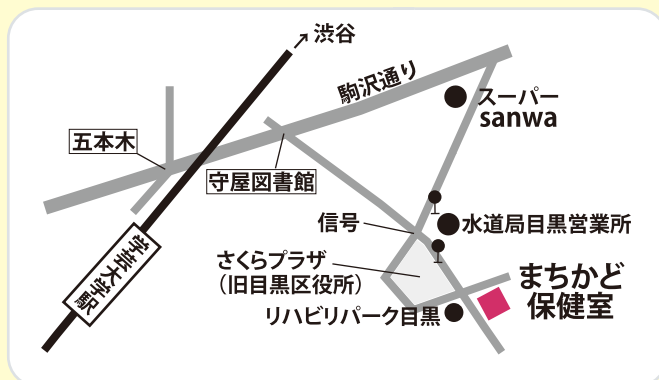 渋谷
駒沢通り
スーパー
sanwa
五本木
守屋図書館
信号
水道局目黒営業所
学芸大学駅
さくらプラザ
（旧目黒区役所）
まちかど
保健室
リハビリパーク目黒